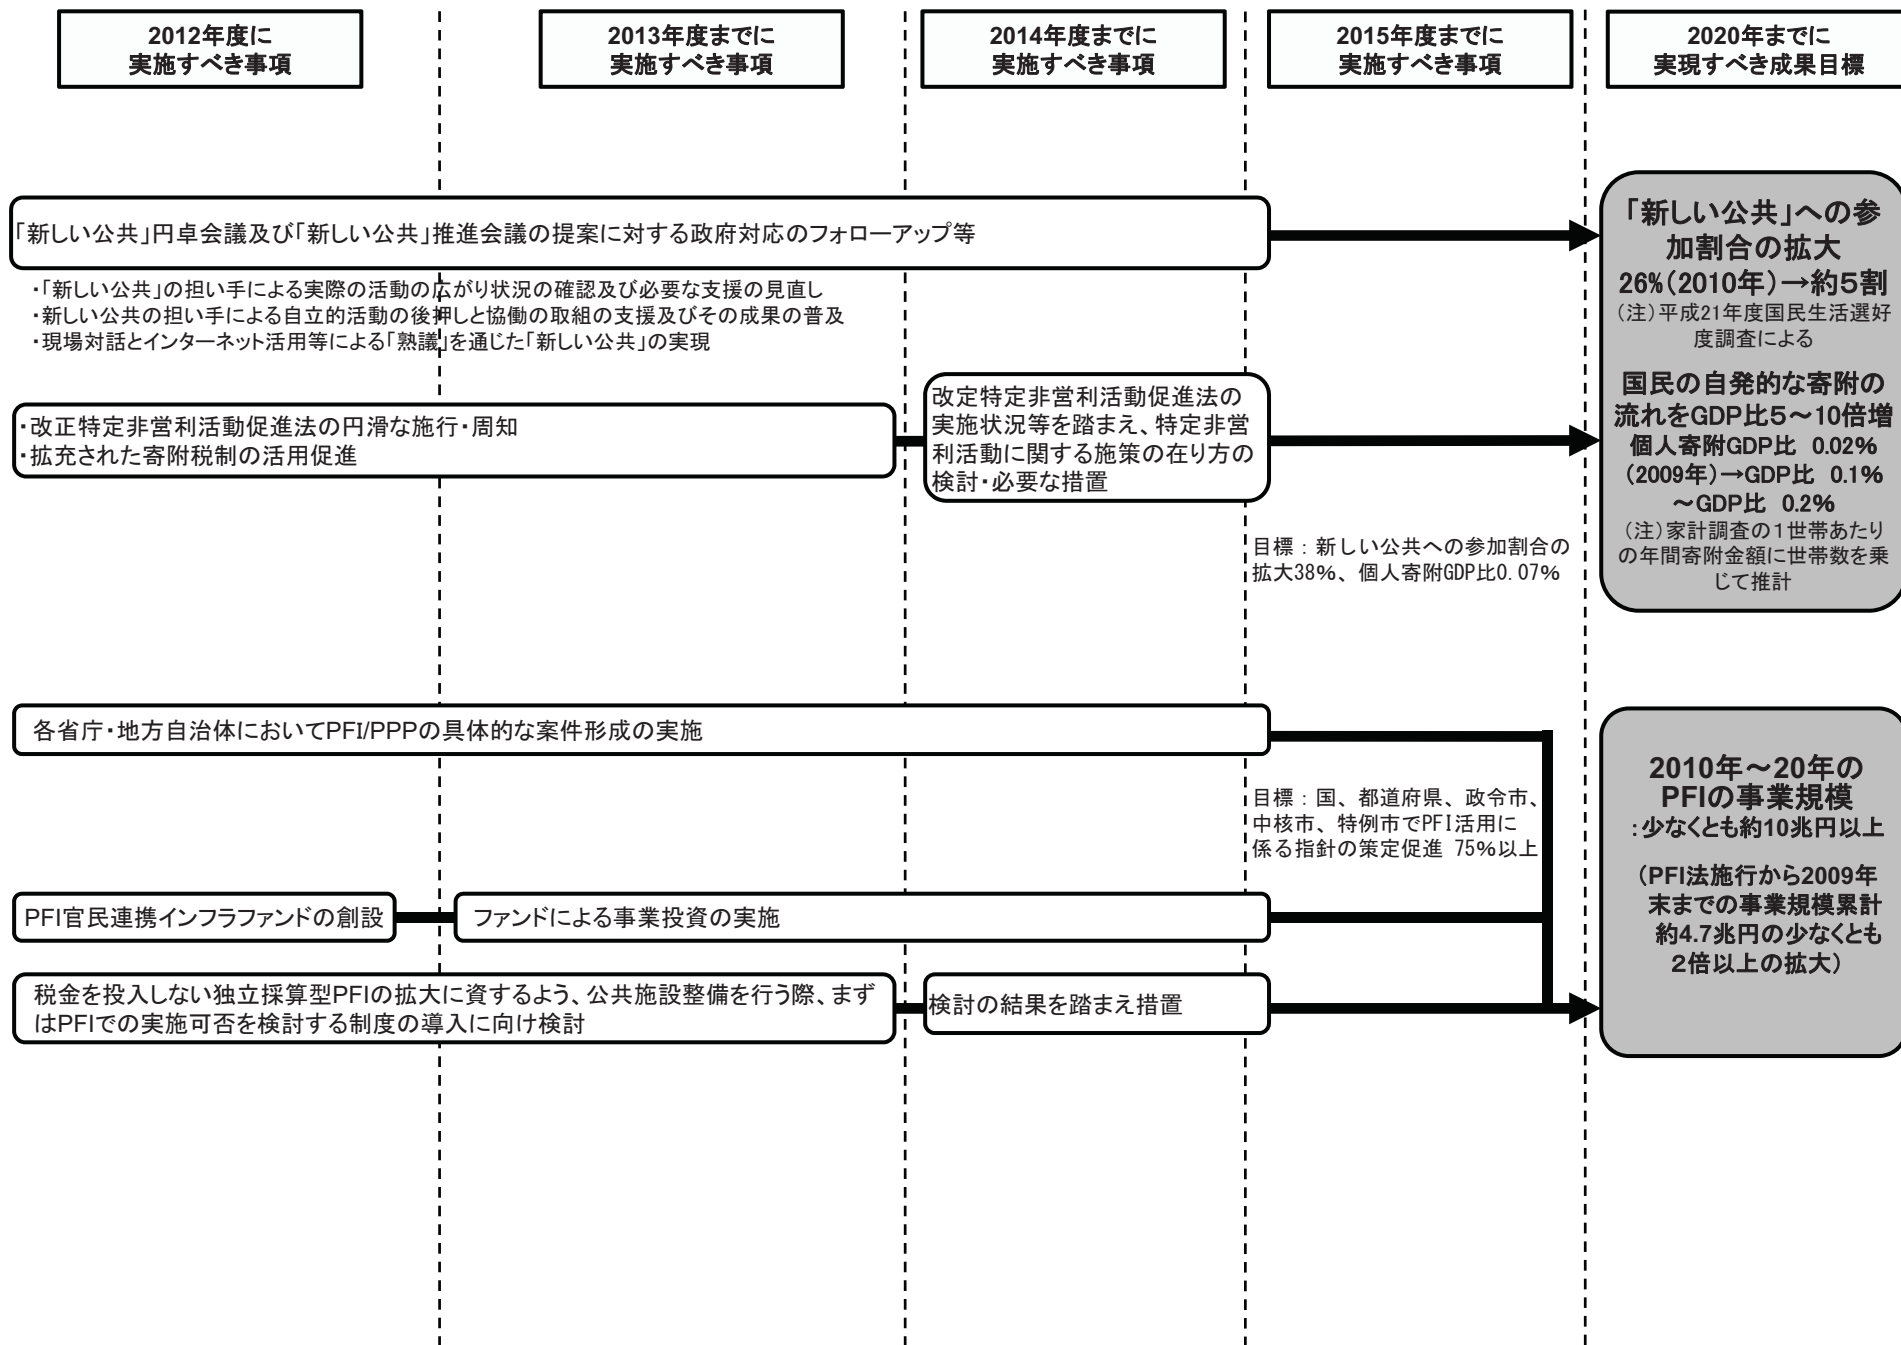 2012年度に
実施すべき事項
2013年度までに
実施すべき事項
2014年度までに
実施すべき事項
2015年度までに
実施すべき事項
2020年までに
実現すべき成果目標
「新しい公共」円卓会議及び「新しい公共」推進会議の提案に対する政府対応のフォローアップ等
・「新しい公共」の担い手による実際の活動の広がり状況の確認及び必要な支援の見直し
・新しい公共の担い手による自立的活動の後押しと協働の取組の支援及びその成果の普及
・現場対話とインターネット活用等による「熟議」を通じた「新しい公共」の実現
・改正特定非営利活動促進法の円滑な施行・周知
・拡充された寄附税制の活用促進
改定特定非営利活動促進法の
実施状況等を踏まえ、特定非営
利活動に関する施策の在り方の
検討・必要な措置
目標：新しい公共への参加割合の
拡大38%、個人寄附GDP比0.07%
「新しい公共」への参
加割合の拡大
26%(2010年)→約5割
(注)平成21年度国民生活選好
度調査による
国民の自発的な寄附の
流れをGDP比5～10倍増
個人寄附GDP比 0.02%
(2009年)→GDP比 0.1%
～GDP比 0.2%
(注)家計調査の1世帯あたり
の年間寄附金額に世帯数を乗
じて推計
各省庁・地方自治体においてPFI/PPPの具体的な案件形成の実施
目標：国、都道府県、政令市、
中核市、特例市でPFI活用に
係る指針の策定促進 75%以上
PFI官民連携インフラファンドの創設
ファンドによる事業投資の実施
税金を投入しない独立採算型PFIの拡大に資するよう、公共施設整備を行う際、まず
はPFIでの実施可否を検討する制度の導入に向け検討
検討の結果を踏まえ措置
2010年～20年の
PFIの事業規模
：少なくとも約10兆円以上
(PFI法施行から2009年
末までの事業規模累計
約4.7兆円の少なくとも
2倍以上の拡大)